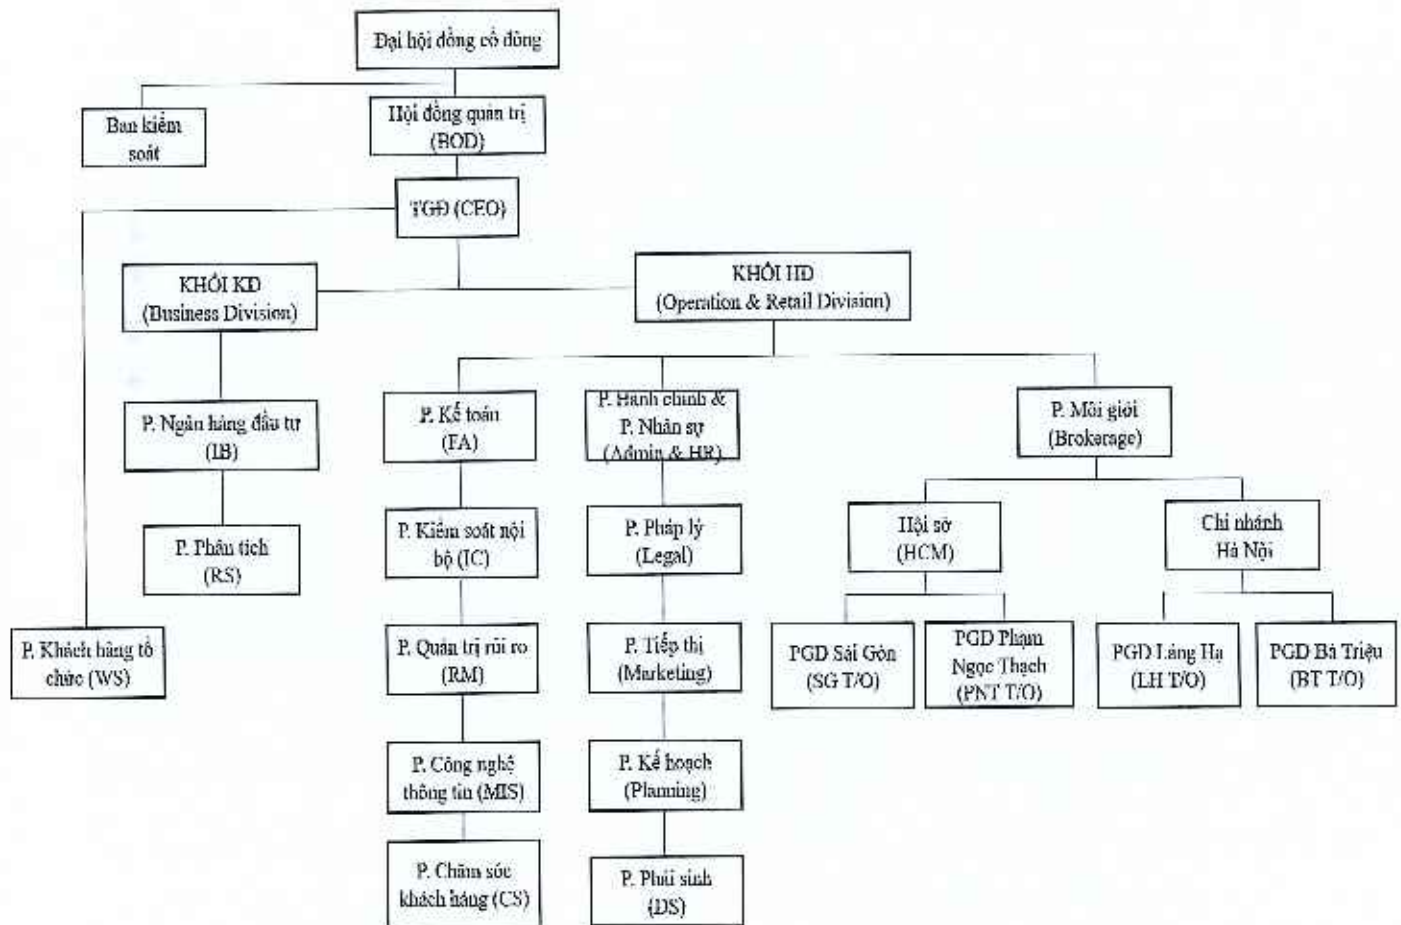 Đại hội đồng cổ đông
Ban kiểm
soát
Hội đồng quản trị
(BOD)
TGĐ (CEO)
KHỐI KD
(Business Division)
KHỐI HĐ
(Operation & Retail Division)
P. Ngân hàng đầu tư
(IB)
P. Phân tích
(RS)
P. Khách hàng tổ
chức (WS)
P. Kế toán
(FA)
P. Kiểm soát nội
bộ (IC)
P. Quản trị rủi ro
(RM)
P. Công nghệ
thông tin (MIS)
P. Chăm sóc
khách hàng (CS)
P. Hành chính &
P. Nhân sự
(Admin & HR)
P. Pháp lý
(Legal)
P. Tiếp thị
(Marketing)
P. Kế hoạch
(Planning)
P. Phái sinh
(DS)
P. Môi giới
(Brokerage)
Hội sở
(HCM)
Chi nhánh
Hà Nội
PGD Sài Gòn
(SG T/O)
PGD Phạm
Ngọc Thạch
(PNT T/O)
PGD Láng Hạ
(LH T/O)
PGD Bà Triệu
(BT T/O)